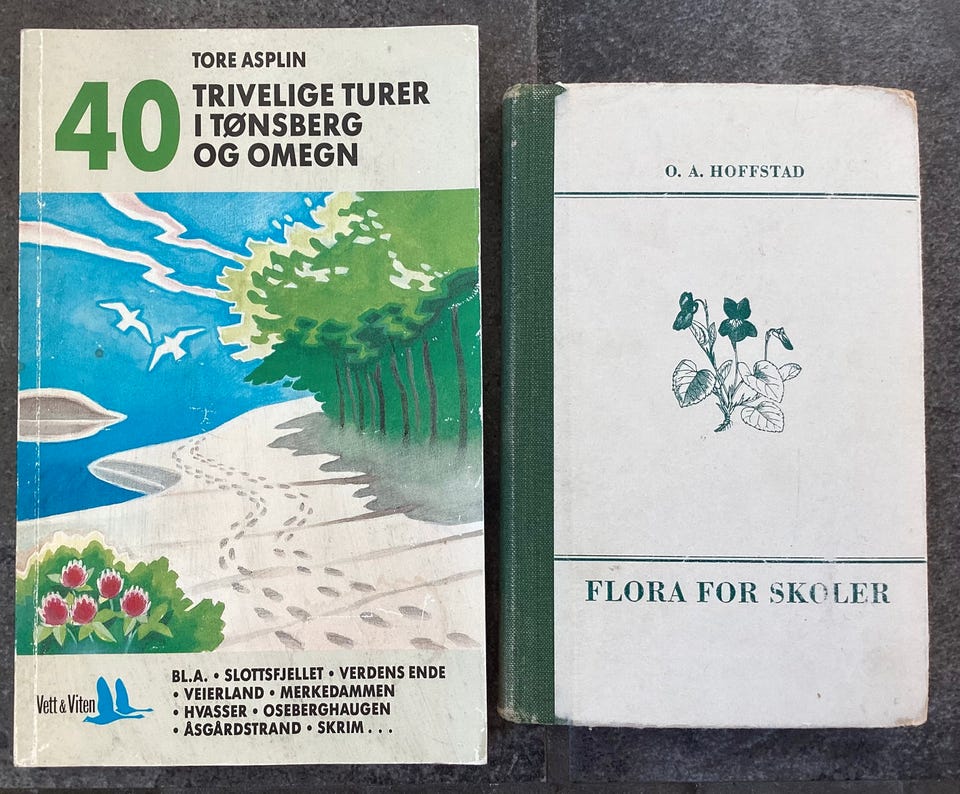 TORE ASPLIN
40
TRIVELIGE TURER
I TØNSBERG
OG OMEGN
BL.A. • SLOTTSFJELLET • VERDENS ENDE
• VEIERLAND • MERKEDAMMEN
• HVASSER • OSEBERGHAUGEN
• ÅSGÅRDSTRAND • SKRIM . . .
Vett & Viten
O. A. HOFFSTAD
FLORA FOR SKOLER